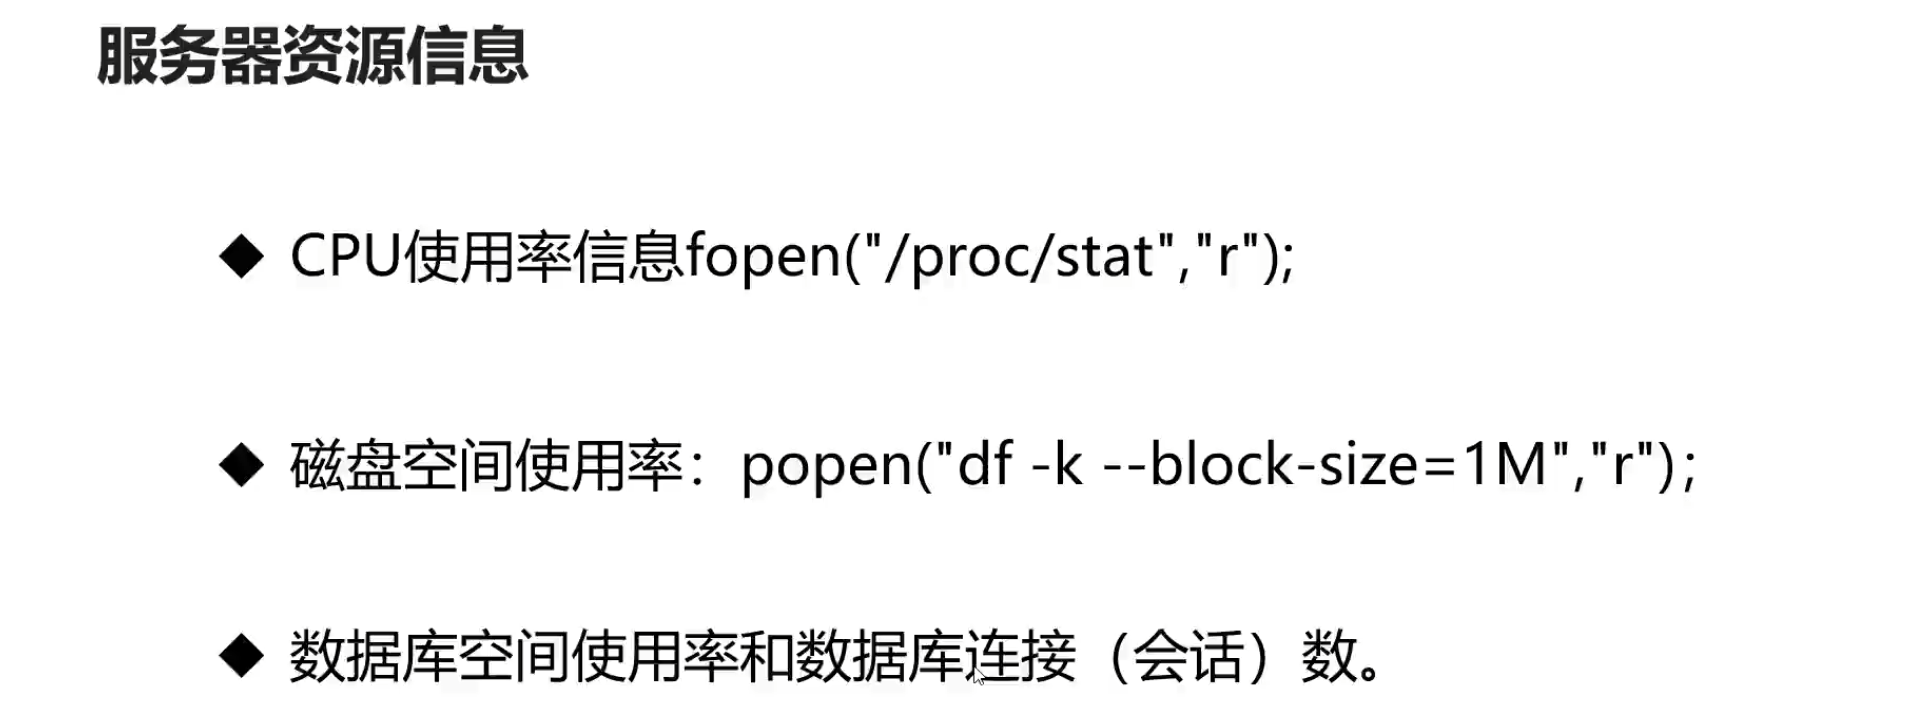 服务器资源信息
◆ CPU使用率信息fopen("/proc/stat","r");
◆ 磁盘空间使用率：popen("df -k --block-size=1M","r");
◆ 数据库空间使用率和数据库连接（会话）数。